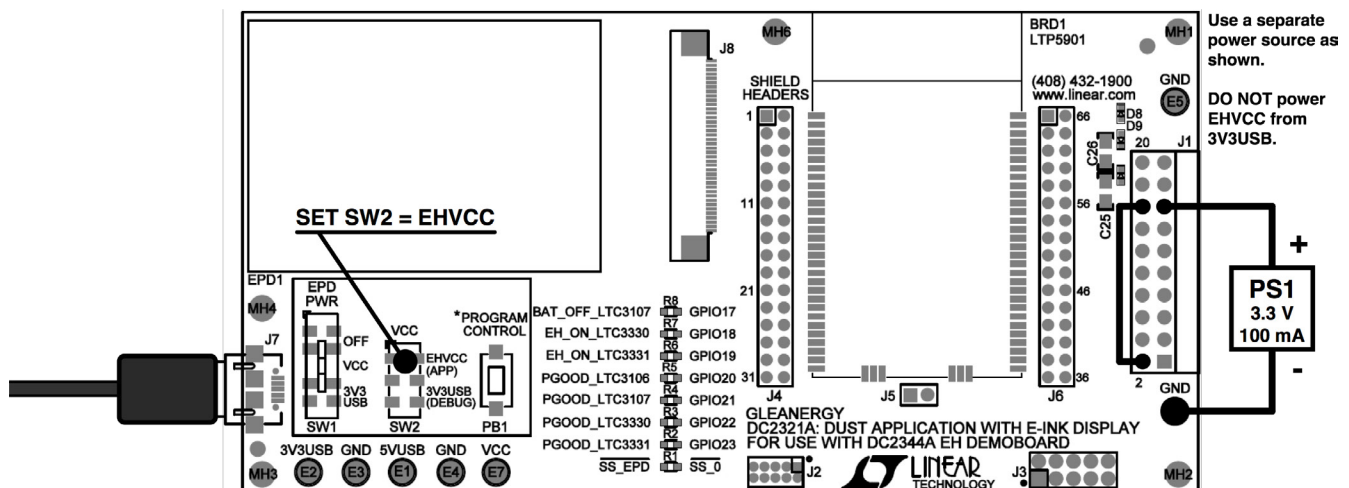 MH6
BRD1
LTP5901
MH1
Use a separate
power source as
shown.
DO NOT power
EHVCC from
3V3USB.
J8
SHIELD
HEADERS
(408) 432-1900
www.linear.com
GND
E5
1
66
D8
D9
20
J1
C26
11
56
C25
SET SW2 = EHVCC
+
PS1
3.3 V
100 mA
-
EPD1
MH4
EPD
PWR
OFF
VCC
3V3
USB
SW1
VCC
EHVCC
(APP)
3V3USB
(DEBUG)
SW2
*PROGRAM
CONTROL
PB1
J7
21
46
BAT_OFF_LTC3107 R8 GPIO17
EH_ON_LTC3330 R7 GPIO18
EH_ON_LTC3331 R6 GPIO19
PGOOD_LTC3106 R5 GPIO20
PGOOD_LTC3107 R4 GPIO21
PGOOD_LTC3330 R3 GPIO22
PGOOD_LTC3331 R2 GPIO23
SS_EPD R1 SS_0
31
36
2
GND
J4
J5
J6
GLEANERGY
DC2321A: DUST APPLICATION WITH E-INK DISPLAY
FOR USE WITH DC2344A EH DEMOBOARD
3V3USB GND 5VUSB GND VCC
MH3 E2 E3 E1 E4 E7
J2
LINEAR
TECHNOLOGY
J3
MH2